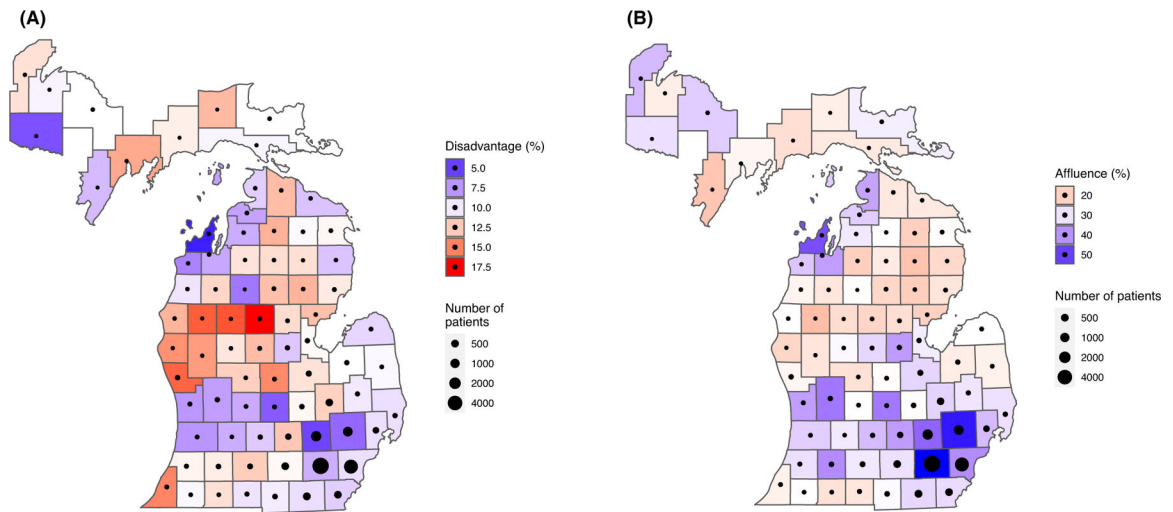 (A)
Disadvantage (%)
5.0
7.5
10.0
12.5
15.0
17.5
Number of
patients
500
1000
2000
4000
(B)
Affluence (%)
20
30
40
50
Number of patients
500
1000
2000
4000